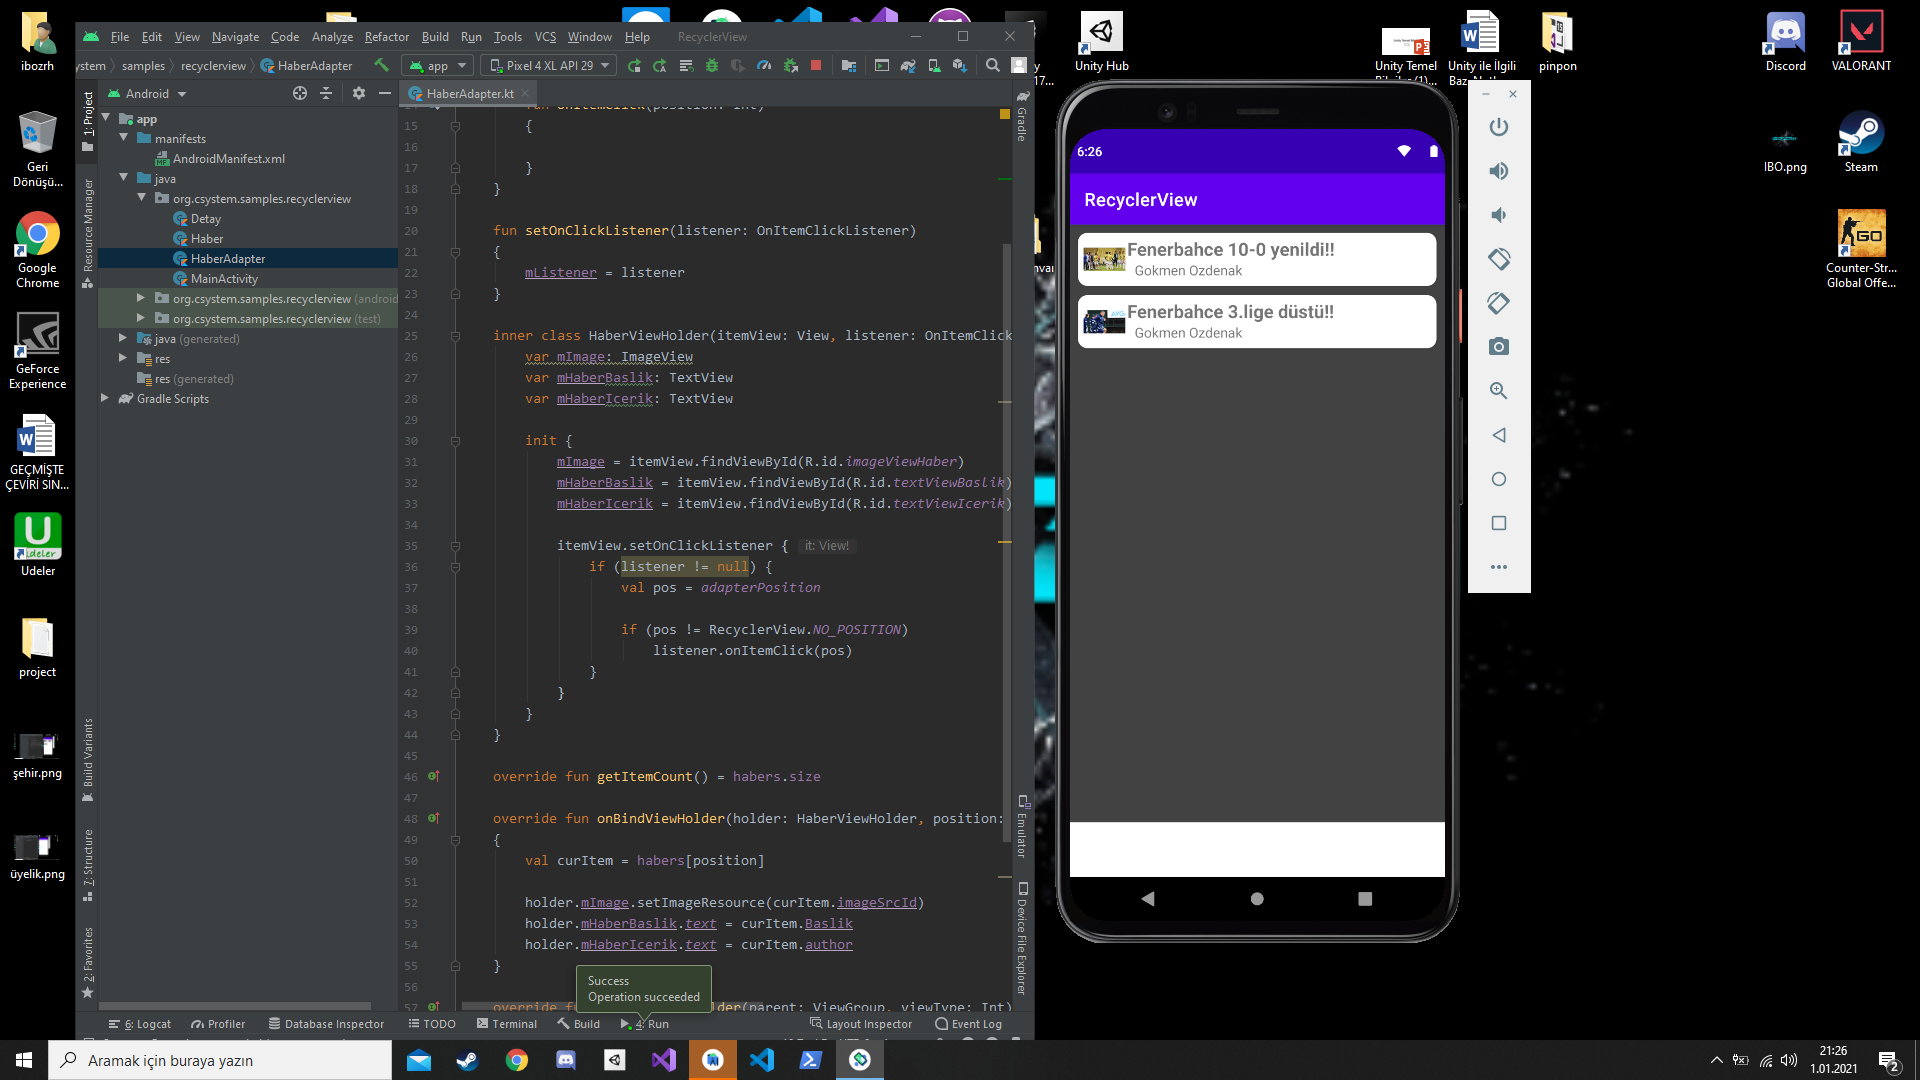 ibozrh
Geri
Dönüşü...
Google
Chrome
GeForce
Experience
GEÇMİŞTE
ÇEVİRİ SIN...
Udeler
project
şehir.png
üyelik.png
File Edit View Navigate Code Analyze Refactor Build Run Tools VCS Window Help RecyclerView
ystem samples recyclerview HaberAdapter app Pixel 4 XL API 29
Android
HaberAdapter.kt
1: Project
Resource Manager
Build Variants
7: Structure
2: Favorites
app
manifests
AndroidManifest.xml
java
org.csystem.samples.recyclerview
Detay
Haber
HaberAdapter
MainActivity
org.csystem.samples.recyclerview (android
org.csystem.samples.recyclerview (test)
java (generated)
res
res (generated)
Gradle Scripts
15 {
16
17 }
18 }
19
20 fun setOnClickListener(listener: OnItemClickListener)
21 {
22 mListener = listener
23 }
24
25 inner class HaberViewHolder(itemView: View, listener: OnItemClick
26 var mImage: ImageView
27 var mHaberBaslik: TextView
28 var mHaberIcerik: TextView
29
30 init {
31 mImage = itemView.findViewById(R.id.imageViewHaber)
32 mHaberBaslik = itemView.findViewById(R.id.textViewBaslik)
33 mHaberIcerik = itemView.findViewById(R.id.textViewIcerik)
34
35 itemView.setOnClickListener { it: View!
36 if (listener != null) {
37 val pos = adapterPosition
38
39 if (pos != RecyclerView.NO_POSITION)
40 listener.onItemClick(pos)
41 }
42 }
43 }
44 }
45
46 override fun getItemCount() = habers.size
47
48 override fun onBindViewHolder(holder: HaberViewHolder, position:
49 {
50 val curItem = habers[position]
51
52 holder.mImage.setImageResource(curItem.imageSrcId)
53 holder.mHaberBaslik.text = curItem.Baslik
54 holder.mHaberIcerik.text = curItem.author
55 }
56
57 override f lder(parent: ViewGroup, viewType: Int)
Success
Operation succeeded
Gradle
Emulator
Device File Explorer
6: Logcat Profiler Database Inspector TODO Terminal Build 4: Run Layout Inspector Event Log
6:26
RecyclerView
Fenerbahce 10-0 yenildi!!
Gokmen Ozdenak
Fenerbahce 3.lige düstü!!
Gokmen Ozdenak
Unity Hub
Unity Temel
Unity ile İlgili
pinpon
Discord
VALORANT
IBO.png
Steam
GO
Counter-Str...
Global Offe...
Aramak için buraya yazın
21:26
1.01.2021
2